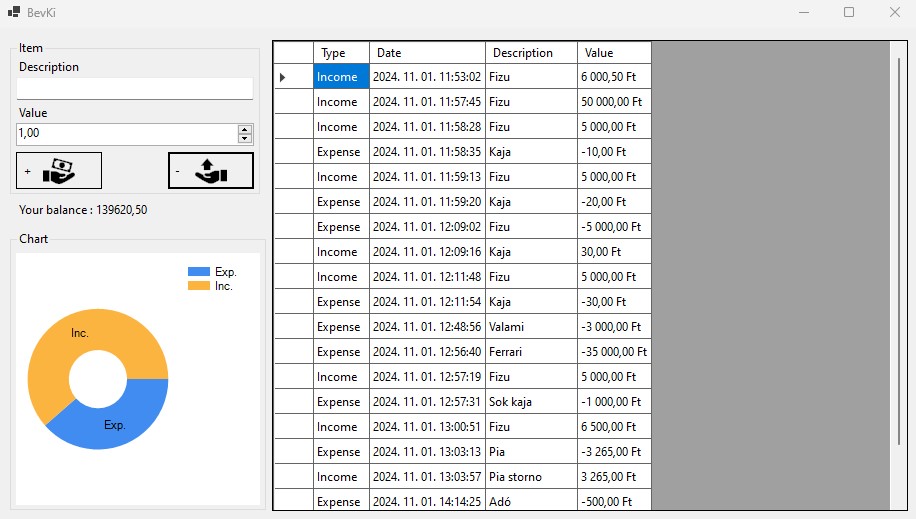 BevKi
Item
Description
Value
1,00
+
-
Your balance : 139620,50
Chart
Exp.
Inc.
Inc.
Exp.
Type Date Description Value
Income 2024. 11. 01. 11:53:02 Fizu 6 000,50 Ft
Income 2024. 11. 01. 11:57:45 Fizu 50 000,00 Ft
Income 2024. 11. 01. 11:58:28 Fizu 5 000,00 Ft
Expense 2024. 11. 01. 11:58:35 Kaja -10,00 Ft
Income 2024. 11. 01. 11:59:13 Fizu 5 000,00 Ft
Expense 2024. 11. 01. 11:59:20 Kaja -20,00 Ft
Expense 2024. 11. 01. 12:09:02 Fizu -5 000,00 Ft
Income 2024. 11. 01. 12:09:16 Kaja 30,00 Ft
Income 2024. 11. 01. 12:11:48 Fizu 5 000,00 Ft
Expense 2024. 11. 01. 12:11:54 Kaja -30,00 Ft
Expense 2024. 11. 01. 12:48:56 Valami -3 000,00 Ft
Expense 2024. 11. 01. 12:56:40 Ferrari -35 000,00 Ft
Income 2024. 11. 01. 12:57:19 Fizu 5 000,00 Ft
Expense 2024. 11. 01. 12:57:31 Sok kaja -1 000,00 Ft
Income 2024. 11. 01. 13:00:51 Fizu 6 500,00 Ft
Expense 2024. 11. 01. 13:03:13 Pia -3 265,00 Ft
Income 2024. 11. 01. 13:03:57 Pia storno 3 265,00 Ft
Expense 2024. 11. 01. 14:14:25 Adó -500,00 Ft